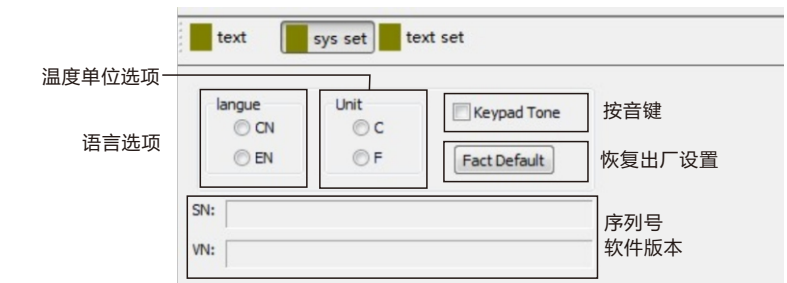 text sys set text set
温度单位选项
langue Unit
CN C Keypad Tone 按音键
语言选项
EN F Fact Default 恢复出厂设置
SN:
序列号
VN: 软件版本